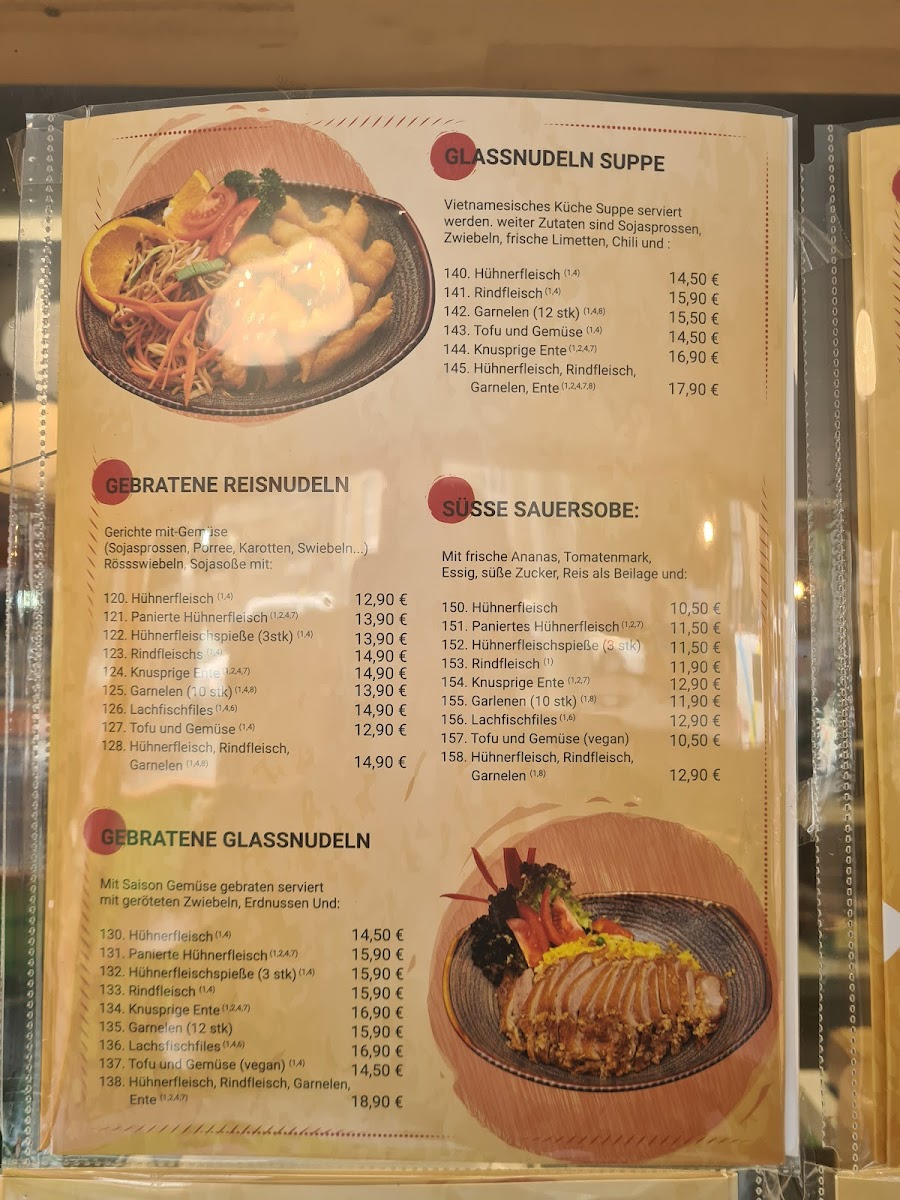 GLASSNUDELN SUPPE
Vietnamesisches Küche Suppe serviert
werden. weiter Zutaten sind Sojasprossen,
Zwiebeln, frische Limetten, Chili und :
140. Hühnerfleisch (1,4) 14,50 €
141. Rindfleisch (1,4) 15,90 €
142. Garnelen (12 stk) (1,4,8) 15,50 €
143. Tofu und Gemüse (1,4) 14,50 €
144. Knusprige Ente (1,2,4,7) 16,90 €
145. Hühnerfleisch, Rindfleisch,
Garnelen, Ente (1,2,4,7,8) 17,90 €
GEBRATENE REISNUDELN
Gerichte mit-Gemüse
(Sojasprossen, Porree, Karotten, Swiebeln...)
Rössswiebeln, Sojasoße mit:
120. Hühnerfleisch (1,4) 12,90 €
121. Panierte Hühnerfleisch (1,2,4,7) 13,90 €
122. Hühnerfleischspieße (3stk) (1,4) 13,90 €
123. Rindfleischs (1,4) 14,90 €
124. Knusprige Ente (1,2,4,7) 14,90 €
125. Garnelen (10 stk) (1,4,8) 13,90 €
126. Lachfischfiles (1,4,6) 14,90 €
127. Tofu und Gemüse (1,4) 12,90 €
128. Hühnerfleisch, Rindfleisch,
Garnelen (1,4,8) 14,90 €
SÜSSE SAUERSOBE:
Mit frische Ananas, Tomatenmark,
Essig, süße Zucker, Reis als Beilage und:
150. Hühnerfleisch 10,50 €
151. Paniertes Hühnerfleisch (1,2,7) 11,50 €
152. Hühnerfleischspieße (3 stk) 11,50 €
153. Rindfleisch (1) 11,90 €
154. Knusprige Ente (1,2,7) 12,90 €
155. Garlenen (10 stk) (1,8) 11,90 €
156. Lachfischfiles (1,6) 12,90 €
157. Tofu und Gemüse (vegan) 10,50 €
158. Hühnerfleisch, Rindfleisch,
Garnelen (1,8) 12,90 €
GEBRATENE GLASSNUDELN
Mit Saison Gemüse gebraten serviert
mit geröteten Zwiebeln, Erdnussen Und:
130. Hühnerfleisch (1,4) 14,50 €
131. Panierte Hühnerfleisch (1,2,4,7) 15,90 €
132. Hühnerfleischspieße (3 stk) (1,4) 15,90 €
133. Rindfleisch (1,4) 15,90 €
134. Knusprige Ente (1,2,4,7) 16,90 €
135. Garnelen (12 stk) 15,90 €
136. Lachsfischfiles (1,4,6) 16,90 €
137. Tofu und Gemüse (vegan) (1,4) 14,50 €
138. Hühnerfleisch, Rindfleisch, Garnelen,
Ente (1,2,4,7) 18,90 €